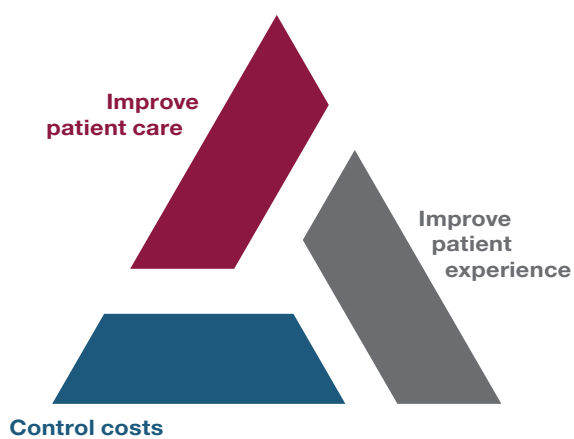 Improve
patient care
Improve
patient
experience
Control costs